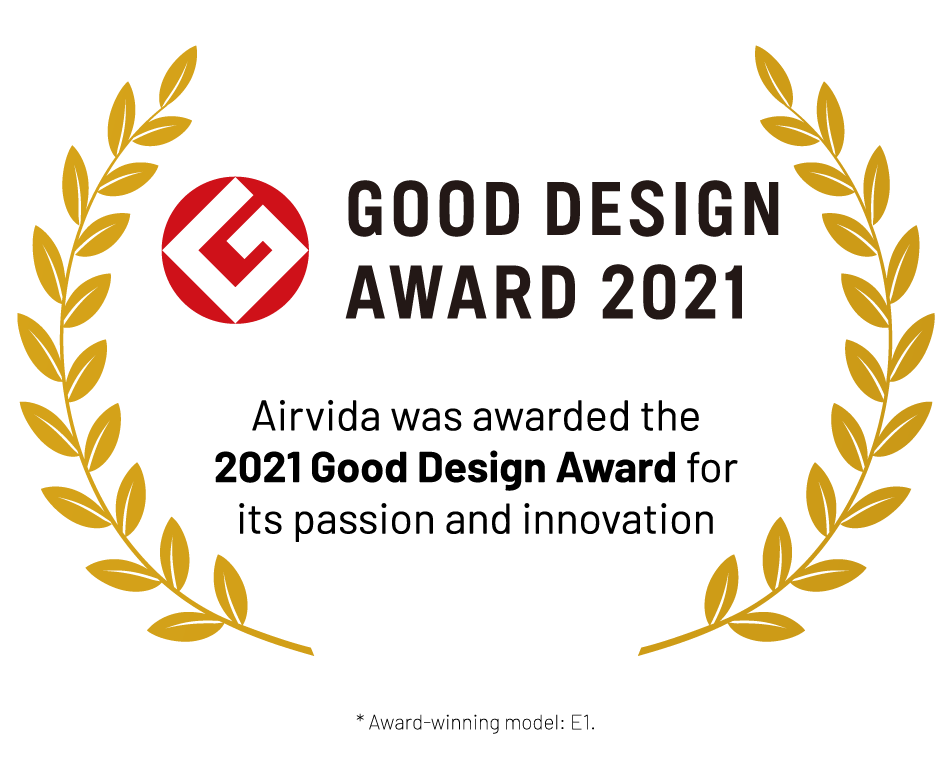 GOOD DESIGN
AWARD 2021
Airvida was awarded the
2021 Good Design Award for
its passion and innovation
* Award-winning model: E1.